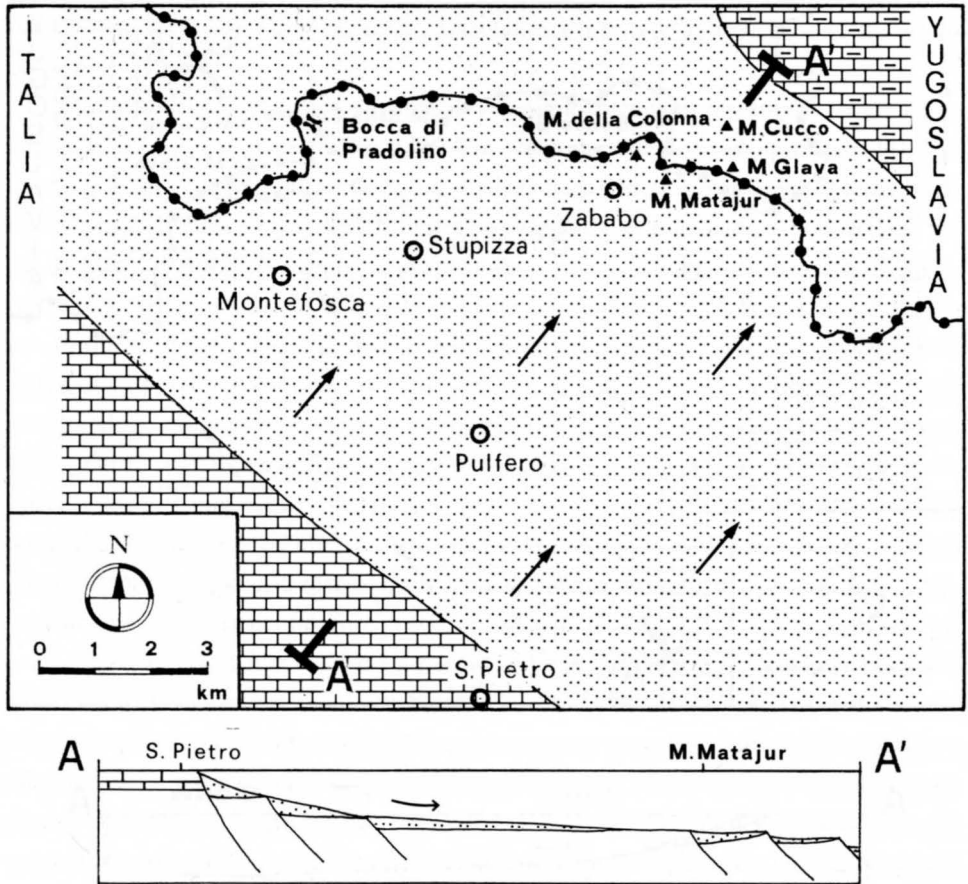 ITALIA
YUGOSLAVIA
A'
M. della Colonna
M. Cucco
Bocca di
Pradolino
M. Glava
M. Matajur
Zababo
Stupizza
Montefosca
Pulfero
N
0 1 2 3
km
A
S. Pietro
A S. Pietro M. Matajur A'